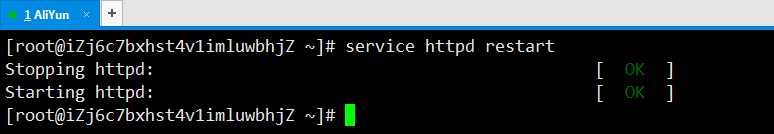 1 AliYun × +
[root@iZj6c7bxhst4v1imluwbhjZ ~]# service httpd restart
Stopping httpd: [ OK ]
Starting httpd: [ OK ]
[root@iZj6c7bxhst4v1imluwbhjZ ~]#